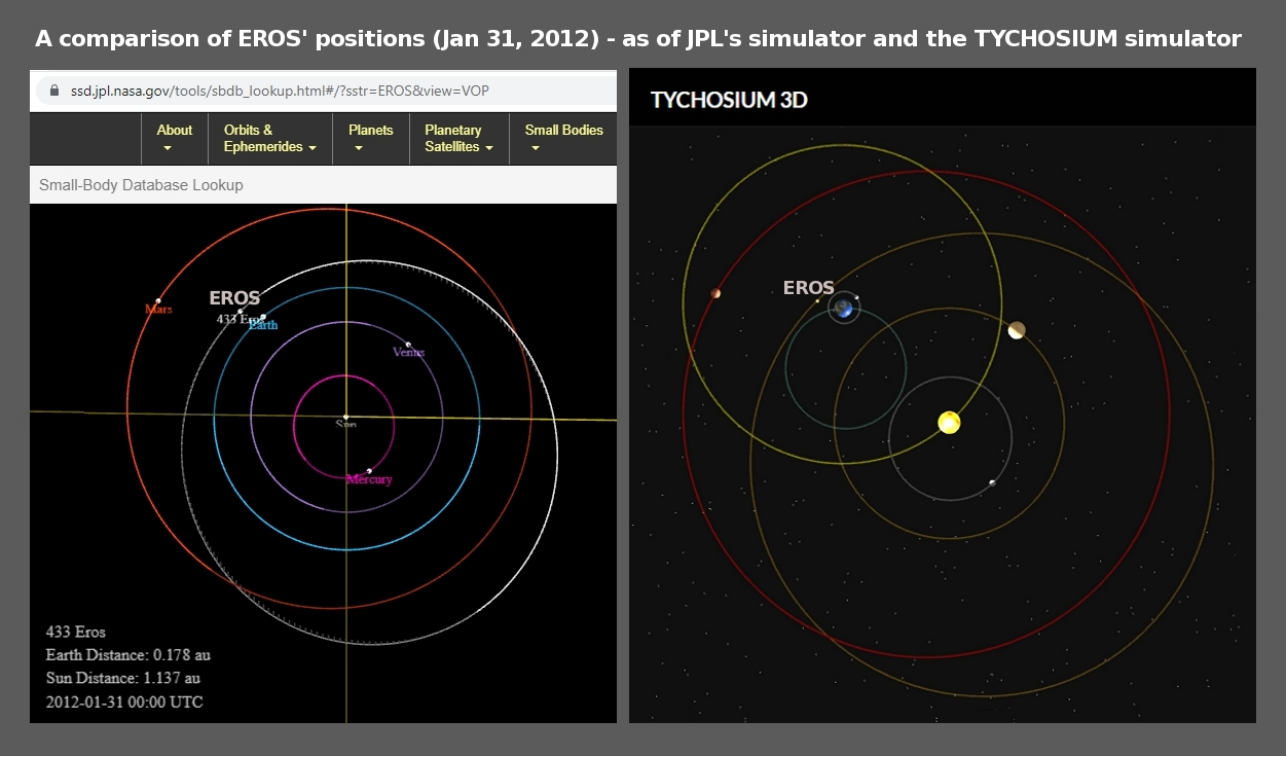 A comparison of EROS' positions (Jan 31, 2012) - as of JPL's simulator and the TYCHOSIUM simulator
ssd.jpl.nasa.gov/tools/sbdb_lookup.html#/?sstr=EROS&view=VOP
About
Orbits &
Ephemerides
Planets
Planetary
Satellites
Small Bodies
Small-Body Database Lookup
EROS
Mars
433 Eros
Earth
Venus
Sun
Mercury
433 Eros
Earth Distance: 0.178 au
Sun Distance: 1.137 au
2012-01-31 00:00 UTC
TYCHOSIUM 3D
EROS